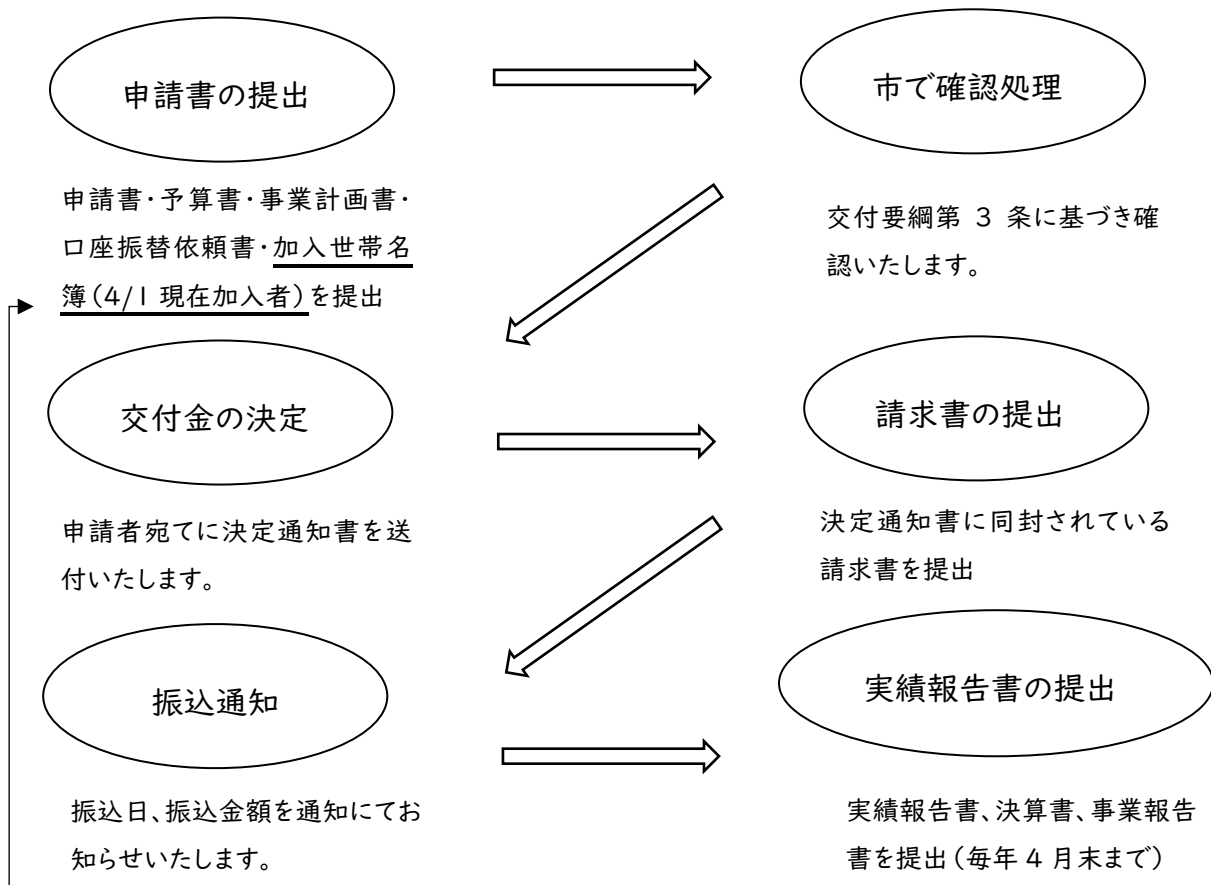 申請書の提出
市で確認処理
申請書・予算書・事業計画書・
口座振替依頼書・加入世帯名
簿（4/1 現在加入者）を提出
交付要綱第 3 条に基づき確
認いたします。
交付金の決定
請求書の提出
申請者宛てに決定通知書を送
付いたします。
決定通知書に同封されている
請求書を提出
振込通知
実績報告書の提出
振込日、振込金額を通知にてお
知らせいたします。
実績報告書、決算書、事業報告
書を提出（毎年 4 月末まで）